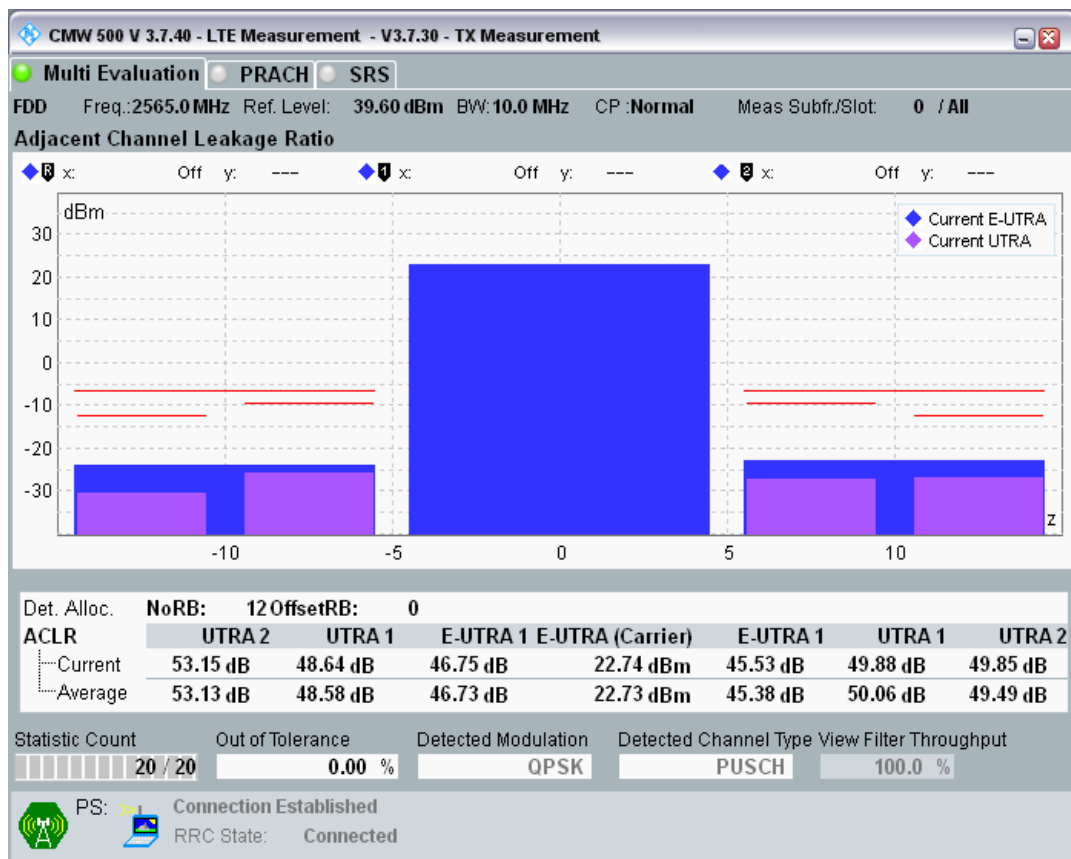 CMW 500 V 3.7.40 - LTE Measurement - V3.7.30 - TX Measurement
Multi Evaluation PRACH SRS
FDD Freq.:2565.0 MHz Ref. Level: 39.60 dBm BW:10.0 MHz CP :Normal Meas Subfr./Slot: 0 / All
Adjacent Channel Leakage Ratio
R x: Off y: --- 1 x: Off y: --- 2 x: Off y: ---
dBm
Current E-UTRA
Current UTRA
30
20
10
0
-10
-20
-30
z
-10 -5 0 5 10
Det. Alloc. NoRB: 12 OffsetRB: 0
ACLR UTRA 2 UTRA 1 E-UTRA 1 E-UTRA (Carrier) E-UTRA 1 UTRA 1 UTRA 2
Current 53.15 dB 48.64 dB 46.75 dB 22.74 dBm 45.53 dB 49.88 dB 49.85 dB
Average 53.13 dB 48.58 dB 46.73 dB 22.73 dBm 45.38 dB 50.06 dB 49.49 dB
Statistic Count Out of Tolerance Detected Modulation Detected Channel Type View Filter Throughput
20 / 20 0.00 % QPSK PUSCH 100.0 %
PS: Connection Established
RRC State: Connected